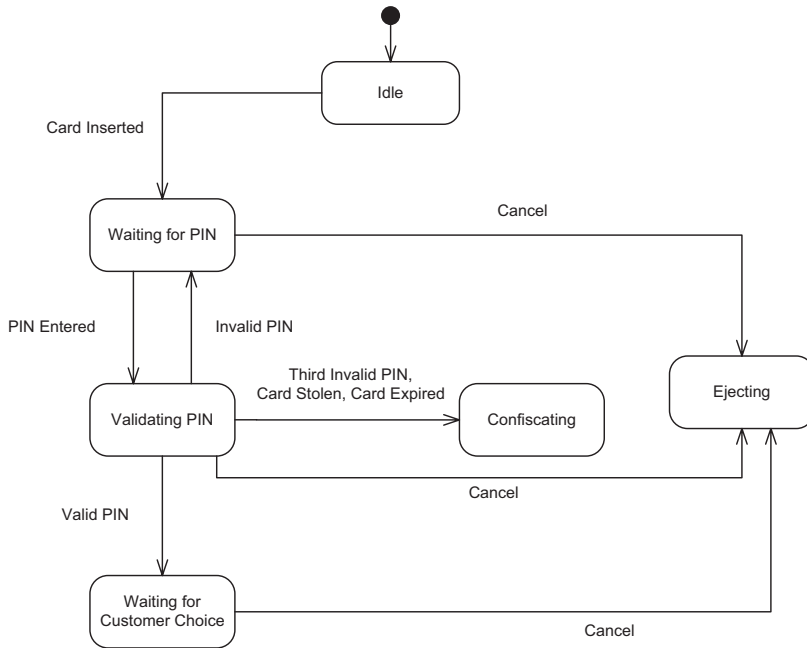 Idle
Card Inserted
Waiting for PIN
Cancel
PIN Entered
Invalid PIN
Third Invalid PIN,
Card Stolen, Card Expired
Ejecting
Validating PIN
Confiscating
Cancel
Valid PIN
Waiting for
Customer Choice
Cancel